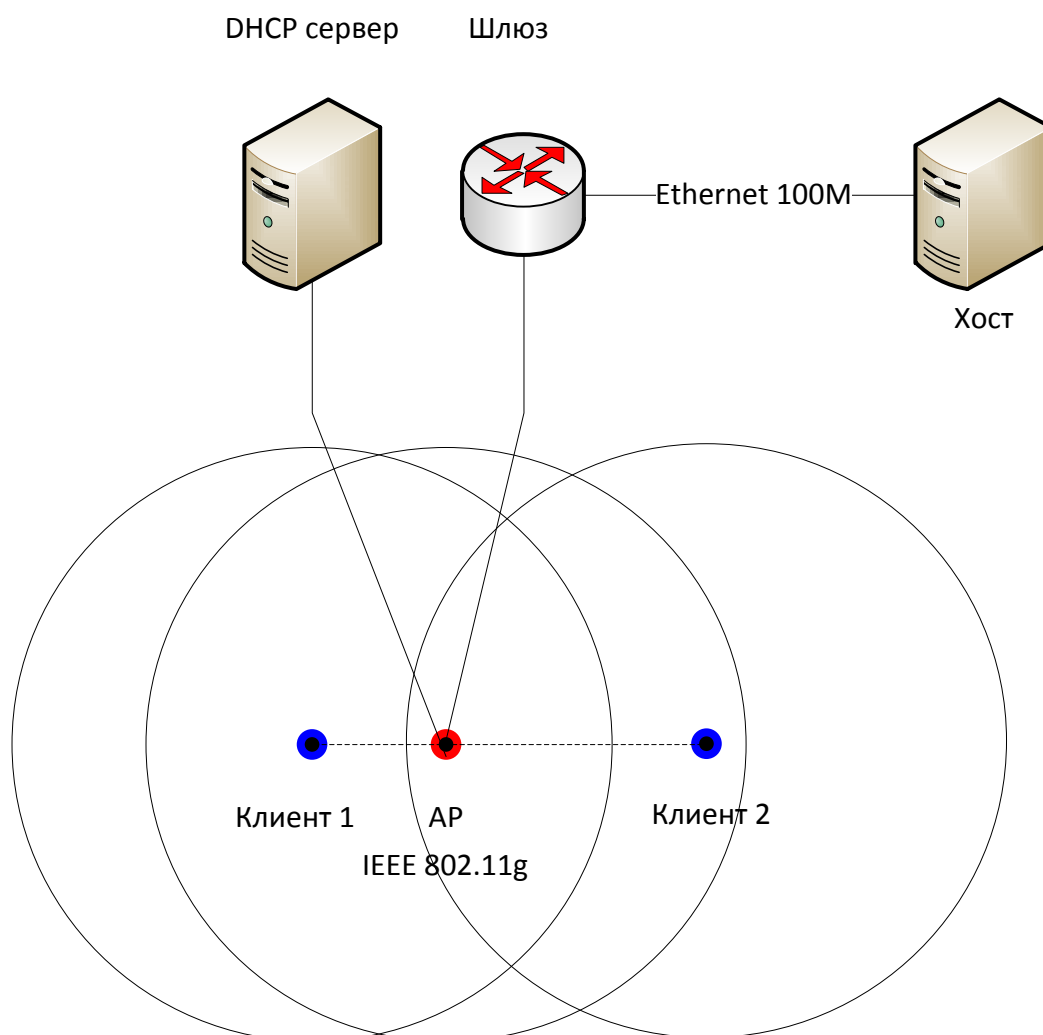 DHCP сервер
Шлюз
Ethernet 100M
Хост
Клиент 1
AP
Клиент 2
IEEE 802.11g